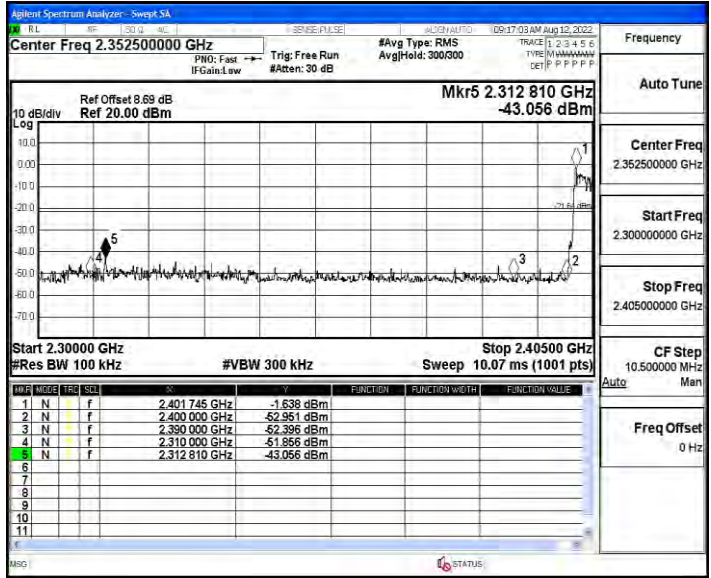 Agilent Spectrum Analyzer - Swept SA
RL RF 50 Ω AC SENSE:PULSE ALIGN AUTO 09:17:03 AM Aug 12, 2022
Center Freq 2.352500000 GHz
PNO: Fast
IFGain:Low
Trig: Free Run
#Atten: 30 dB
#Avg Type: RMS
Avg|Hold: 300/300
TRACE 1 2 3 4 5 6
TYPE M
DET P P P P P P
Frequency
Auto Tune
Center Freq
2.352500000 GHz
Start Freq
2.300000000 GHz
Stop Freq
2.405000000 GHz
CF Step
10.500000 MHz
Auto Man
Freq Offset
0 Hz
Ref Offset 8.69 dB
10 dB/div Ref 20.00 dBm
Log
Mkr5 2.312 810 GHz
-43.056 dBm
10.0
0.00
-10.0
-20.0
-30.0
-40.0
-50.0
-60.0
-70.0
1
5
4
3
2
Start 2.30000 GHz Stop 2.40500 GHz
#Res BW 100 kHz #VBW 300 kHz Sweep 10.07 ms (1001 pts)
MKR MODE TRC SCL X Y FUNCTION FUNCTION WIDTH FUNCTION VALUE
1 N f 2.401 745 GHz -1.638 dBm
2 N f 2.400 000 GHz -52.961 dBm
3 N f 2.390 000 GHz -52.396 dBm
4 N f 2.310 000 GHz -51.856 dBm
5 N f 2.312 810 GHz -43.056 dBm
6
7
8
9
10
11
MSG STATUS